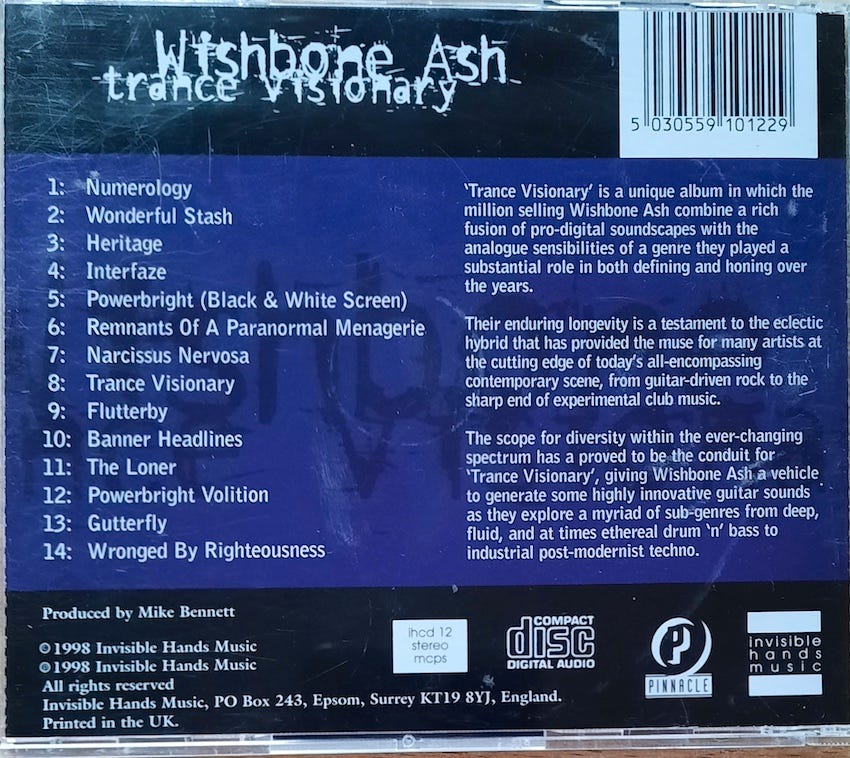 Wishbone Ash
trance visionary
5 030559 101229
1: Numerology
2: Wonderful Stash
3: Heritage
4: Interfaze
5: Powerbright (Black & White Screen)
6: Remnants Of A Paranormal Menagerie
7: Narcissus Nervosa
8: Trance Visionary
9: Flutterby
10: Banner Headlines
11: The Loner
12: Powerbright Volition
13: Gutterfly
14: Wronged By Righteousness
'Trance Visionary' is a unique album in which the
million selling Wishbone Ash combine a rich
fusion of pro-digital soundscapes with the
analogue sensibilities of a genre they played a
substantial role in both defining and honing over
the years.
Their enduring longevity is a testament to the eclectic
hybrid that has provided the muse for many artists at
the cutting edge of today's all-encompassing
contemporary scene, from guitar-driven rock to the
sharp end of experimental club music.
The scope for diversity within the ever-changing
spectrum has a proved to be the conduit for
'Trance Visionary', giving Wishbone Ash a vehicle
to generate some highly innovative guitar sounds
as they explore a myriad of sub-genres from deep,
fluid, and at times ethereal drum 'n' bass to
industrial post-modernist techno.
Produced by Mike Bennett
℗ 1998 Invisible Hands Music
© 1998 Invisible Hands Music
All rights reserved
Invisible Hands Music, PO Box 243, Epsom, Surrey KT19 8YJ, England.
Printed in the UK.
ihcd 12
stereo
mcps
COMPACT
disc
DIGITAL AUDIO
P
PINNACLE
invisible
hands
music